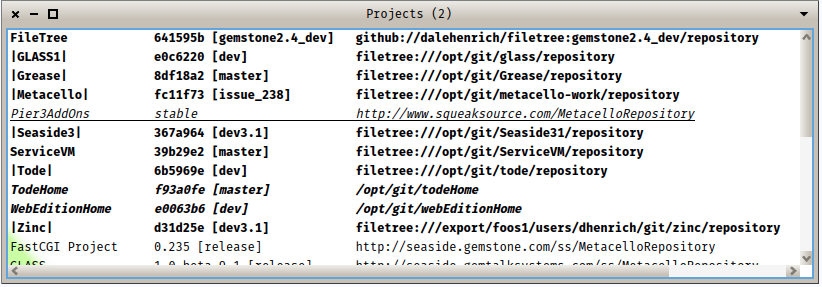 Projects (2)
FileTree 641595b [gemstone2.4_dev] github://dalehenrich/filetree:gemstone2.4_dev/repository
|GLASS1| e0c6220 [dev] filetree:///opt/git/glass/repository
|Grease| 8df18a2 [master] filetree:///opt/git/Grease/repository
|Metacello| fc11f73 [issue_238] filetree:///opt/git/metacello-work/repository
Pier3AddOns stable http://www.squeaksource.com/MetacelloRepository
|Seaside3| 367a964 [dev3.1] filetree:///opt/git/Seaside31/repository
ServiceVM 39b29e2 [master] filetree:///opt/git/ServiceVM/repository
|Tode| 6b5969e [dev] filetree:///opt/git/tode/repository
TodeHome f93a0fe [master] /opt/git/todeHome
WebEditionHome e0063b6 [dev] /opt/git/webEditionHome
|Zinc| d31d25e [dev3.1] filetree:///export/foos1/users/dhenrich/git/zinc/repository
FastCGI Project 0.235 [release] http://seaside.gemstone.com/ss/MetacelloRepository
GLASS 1.0-beta.9.1 [release] http://seaside.gemtalksystems.com/ss/MetacelloRepository